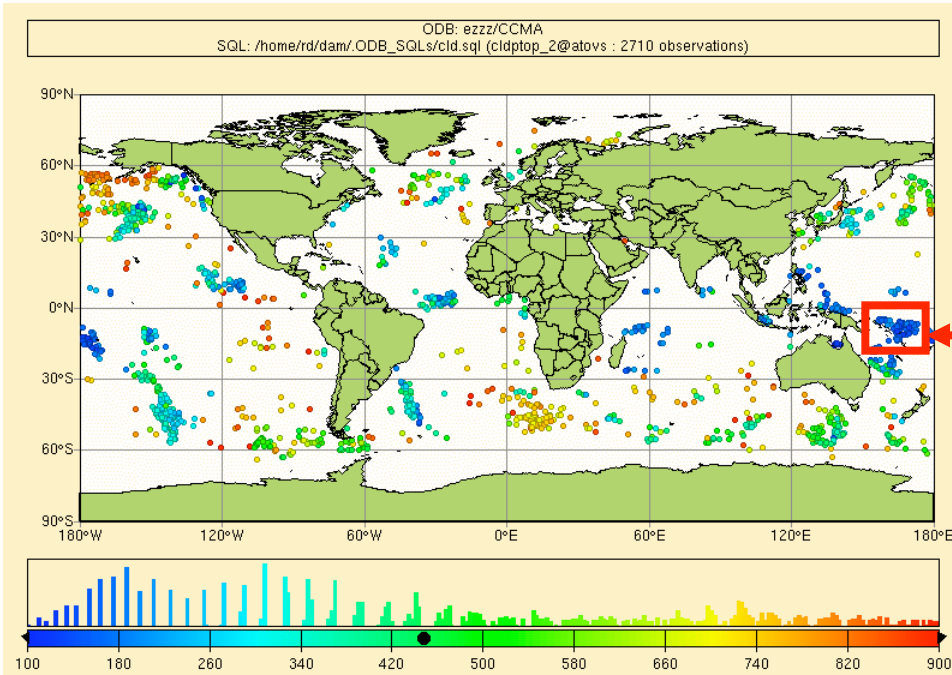 ODB: ezzz/CCMA
SQL: /home/rd/dam/.ODB_SQLs/cld.sql (cldptop_2@atovs : 2710 observations)
90°N
60°N
30°N
0°N
30°S
60°S
90°S
180°W 120°W 60°W 0°E 60°E 120°E 180°E
100 180 260 340 420 500 580 660 740 820 900